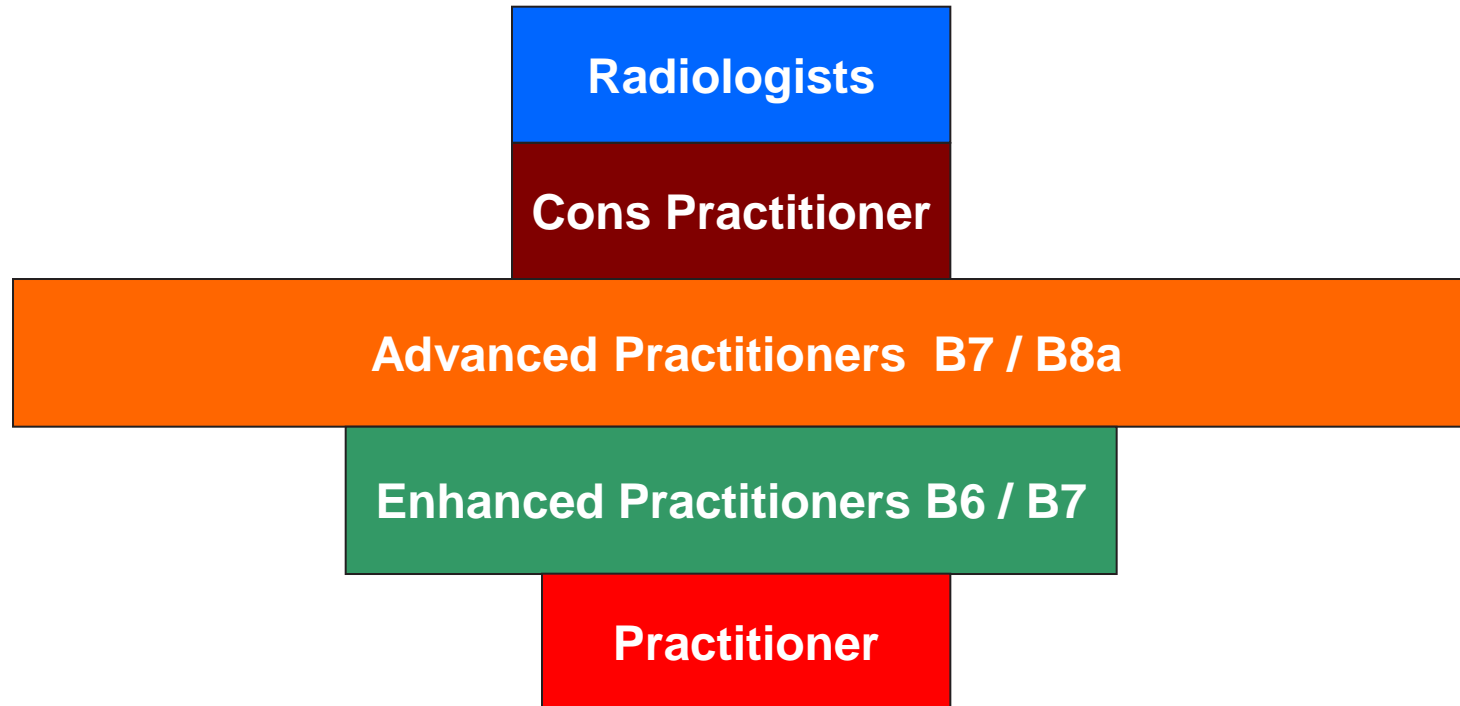 Radiologists
Cons Practitioner
Advanced Practitioners  B7 / B8a
Enhanced Practitioners B6 / B7
Practitioner